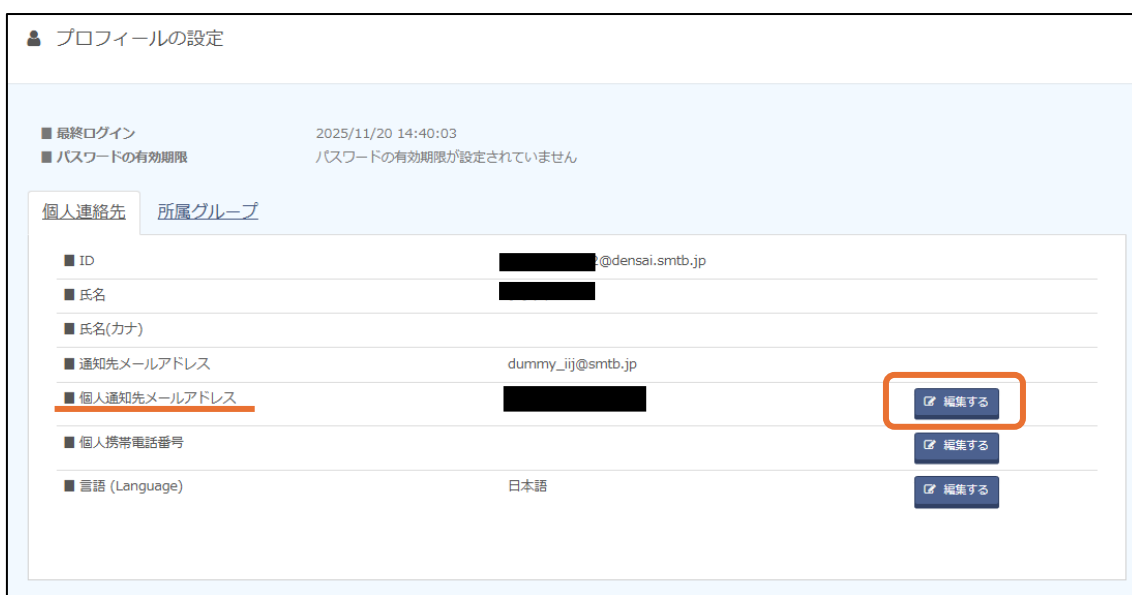 プロフィールの設定
■ 最終ログイン 2025/11/20 14:40:03
■ パスワードの有効期限 パスワードの有効期限が設定されていません
個人連絡先 所属グループ
■ ID 2@densai.smtb.jp
■ 氏名
■ 氏名(カナ)
■ 通知先メールアドレス dummy_iij@smtb.jp
■ 個人通知先メールアドレス 編集する
■ 個人携帯電話番号 編集する
■ 言語 (Language) 日本語 編集する